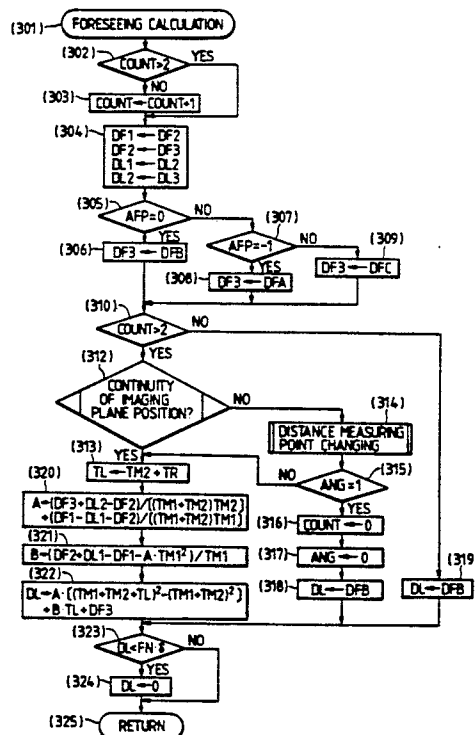 (301)
FORESEEING CALCULATION
(302)
COUNT>2
YES
NO
(303)
COUNT←COUNT+1
(304)
DF1 ← DF2
DF2 ← DF3
DL1 ← DL2
DL2 ← DL3
(305)
AFP=0
NO
YES
(306)
DF3 ← DFB
(307)
AFP=-1
NO
YES
(308)
DF3 ← DFA
(309)
DF3 ← DFC
(310)
COUNT>2
NO
YES
(312)
CONTINUITY
OF IMAGING
PLANE POSITION?
NO
YES
(314)
DISTANCE MEASURING
POINT CHANGING
(313)
TL ← TM2 + TR
(315)
ANG=1
NO
YES
(316)
COUNT ← 0
(317)
ANG ← 0
(318)
DL ← DFB
(319)
DL ← DFB
(320)
A←(DF3+DL2-DF2)/[(TM1+TM2)TM2]
+(DF1-DL1-DF2)/[(TM1+TM2)TM1]
(321)
B←(DF2+DL1-DF1-A·TM1²)/TM1
(322)
DL←A·[(TM1+TM2+TL)²-(TM1+TM2)²]
+B·TL+DF3
(323)
DL<FN·δ
NO
YES
(324)
DL ← 0
(325)
RETURN